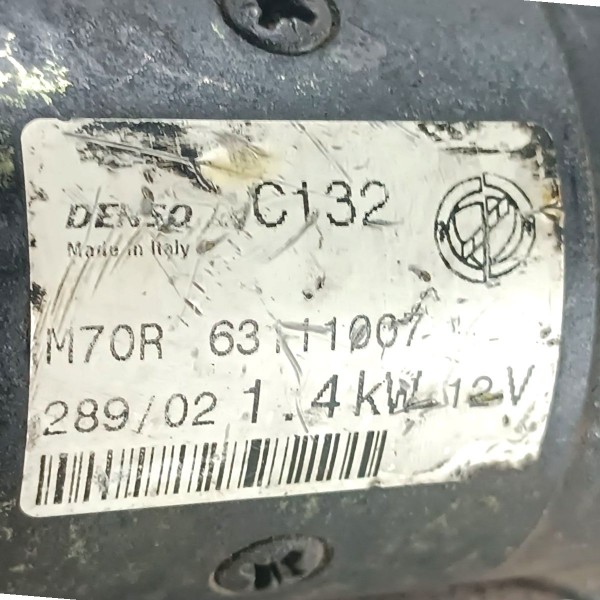 DENSO C132
Made in Italy
M70R 63111007
289/02 1.4kW 12V